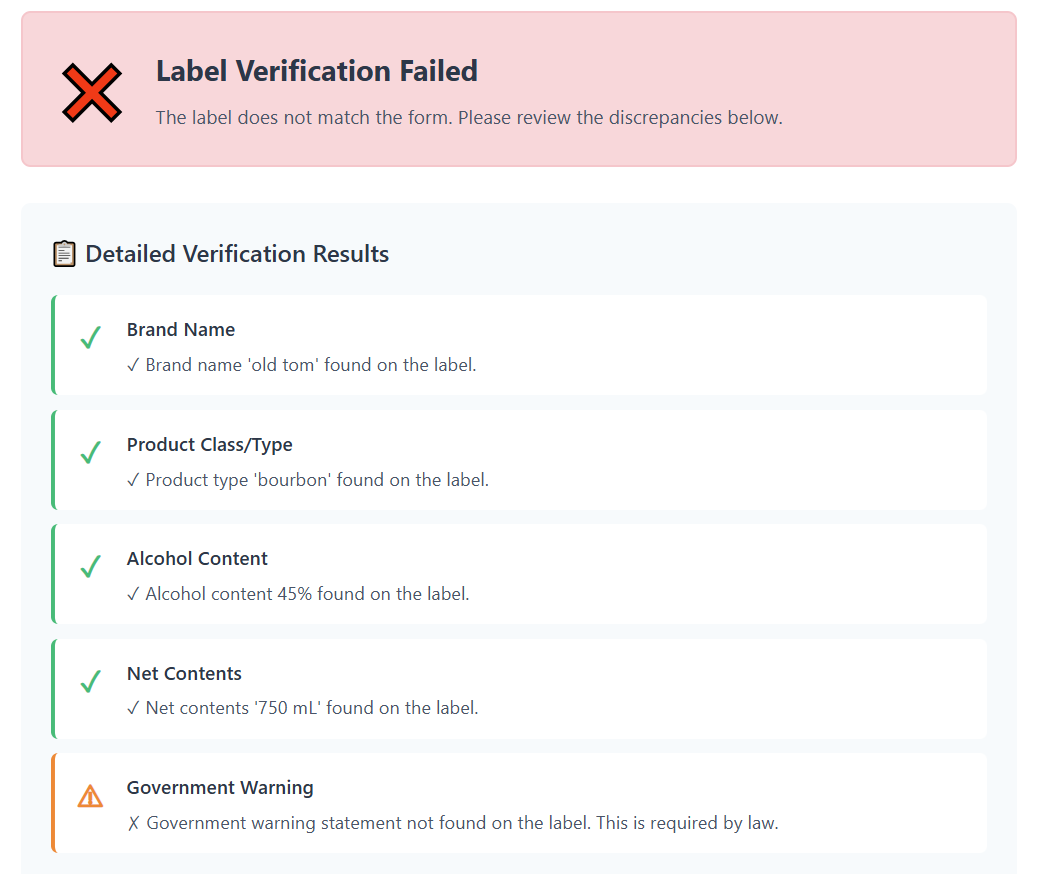 Label Verification Failed
The label does not match the form. Please review the discrepancies below.
Detailed Verification Results
Brand Name
✓ Brand name 'old tom' found on the label.
Product Class/Type
✓ Product type 'bourbon' found on the label.
Alcohol Content
✓ Alcohol content 45% found on the label.
Net Contents
✓ Net contents '750 mL' found on the label.
Government Warning
✗ Government warning statement not found on the label. This is required by law.